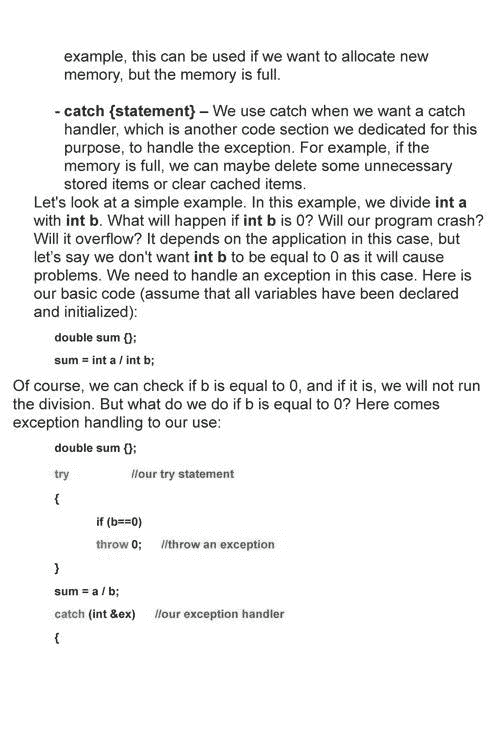 example, this can be used if we want to allocate new
memory, but the memory is full.
- catch {statement} – We use catch when we want a catch
handler, which is another code section we dedicated for this
purpose, to handle the exception. For example, if the
memory is full, we can maybe delete some unnecessary
stored items or clear cached items.
Let's look at a simple example. In this example, we divide int a
with int b. What will happen if int b is 0? Will our program crash?
Will it overflow? It depends on the application in this case, but
let's say we don't want int b to be equal to 0 as it will cause
problems. We need to handle an exception in this case. Here is
our basic code (assume that all variables have been declared
and initialized):
double sum {};
sum = int a / int b;
Of course, we can check if b is equal to 0, and if it is, we will not run
the division. But what do we do if b is equal to 0? Here comes
exception handling to our use:
double sum {};
try //our try statement
{
if (b==0)
throw 0; //throw an exception
}
sum = a / b;
catch (int &ex) //our exception handler
{